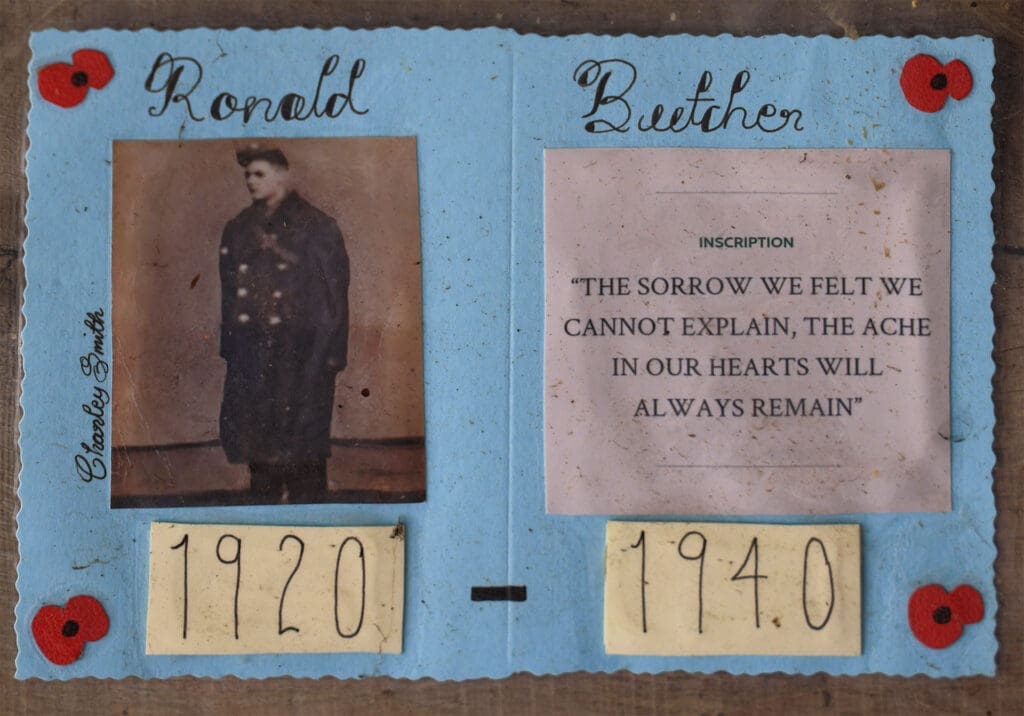 Ronald
Butcher
Charley Smith
INSCRIPTION
“THE SORROW WE FELT WE
CANNOT EXPLAIN, THE ACHE
IN OUR HEARTS WILL
ALWAYS REMAIN”
1920
-
1940